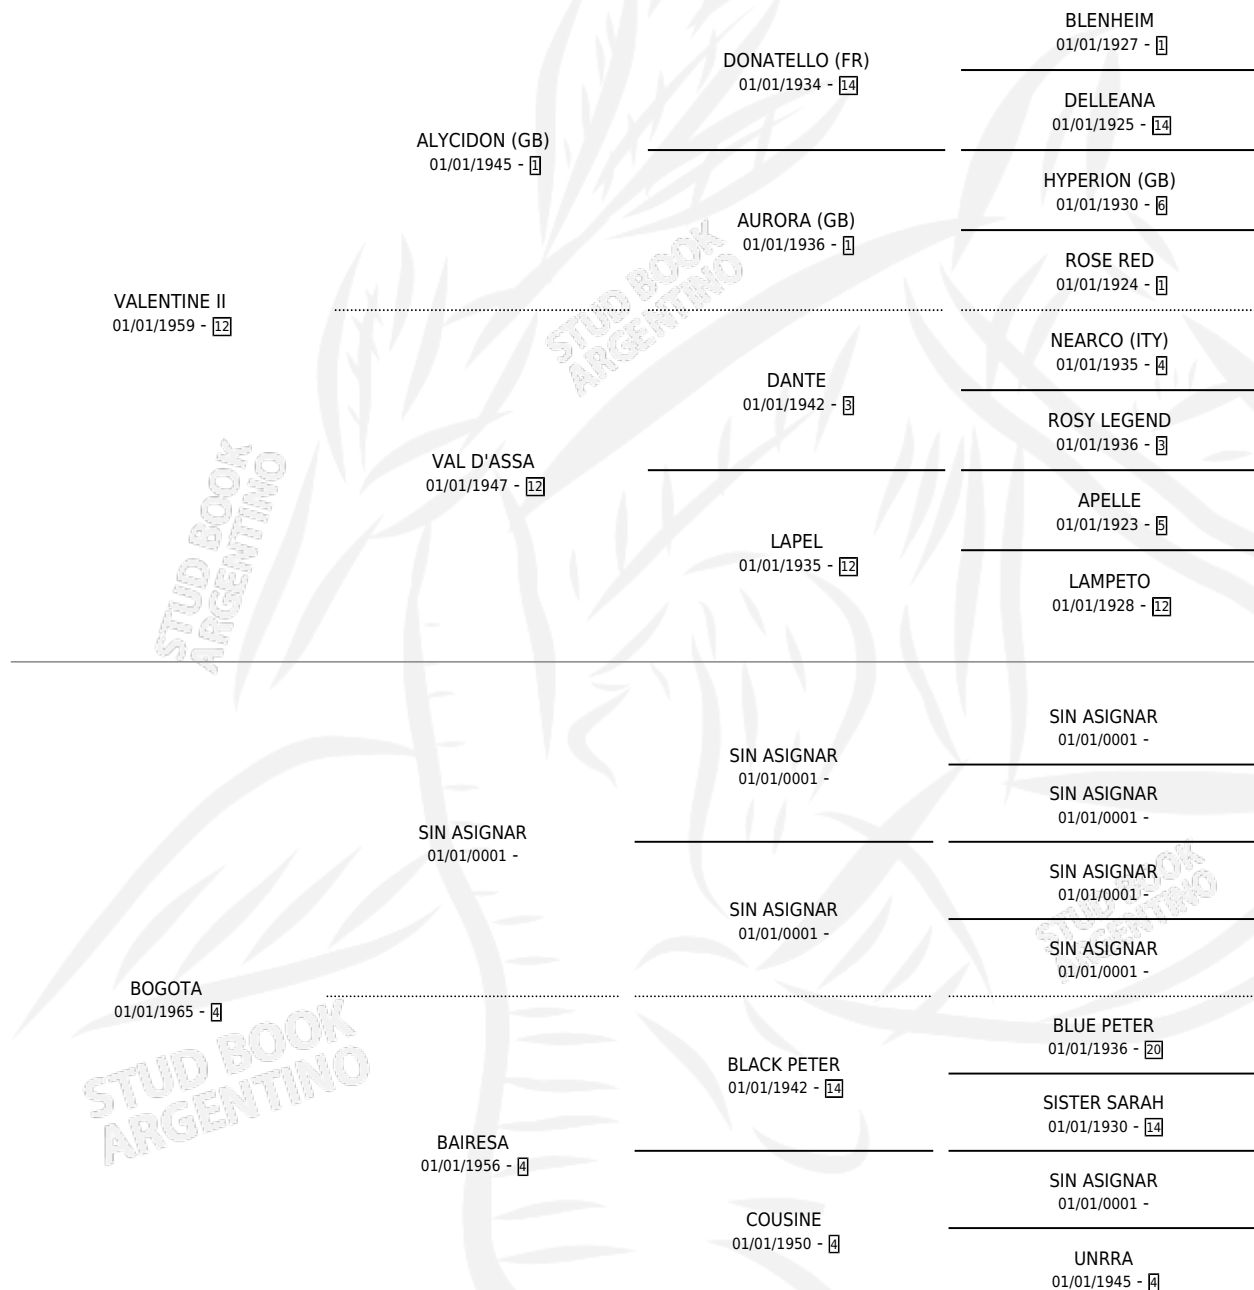 BLENHEIM
01/01/1927 - 1
DONATELLO (FR)
01/01/1934 - 14
DELLEANA
01/01/1925 - 14
ALYCIDON (GB)
01/01/1945 - 1
HYPERION (GB)
01/01/1930 - 6
AURORA (GB)
01/01/1936 - 1
ROSE RED
01/01/1924 - 1
VALENTINE II
01/01/1959 - 12
STUD BOOK
ARGENTINO
NEARCO (ITY)
01/01/1935 - 4
DANTE
01/01/1942 - 3
ROSY LEGEND
01/01/1936 - 3
VAL D'ASSA
01/01/1947 - 12
APELLE
01/01/1923 - 5
LAPEL
01/01/1935 - 12
LAMPETO
01/01/1928 - 12
STUD BOOK
ARGENTINO
SIN ASIGNAR
01/01/0001 -
SIN ASIGNAR
01/01/0001 -
SIN ASIGNAR
01/01/0001 -
SIN ASIGNAR
01/01/0001 -
SIN ASIGNAR
01/01/0001 -
SIN ASIGNAR
01/01/0001 -
SIN ASIGNAR
01/01/0001 -
STUD BOOK
ARGENTINO
BOGOTA
01/01/1965 - 4
STUD BOOK
ARGENTINO
BLUE PETER
01/01/1936 - 20
BLACK PETER
01/01/1942 - 14
SISTER SARAH
01/01/1930 - 14
BAIRESA
01/01/1956 - 4
SIN ASIGNAR
01/01/0001 -
COUSINE
01/01/1950 - 4
UNRRA
01/01/1945 - 4